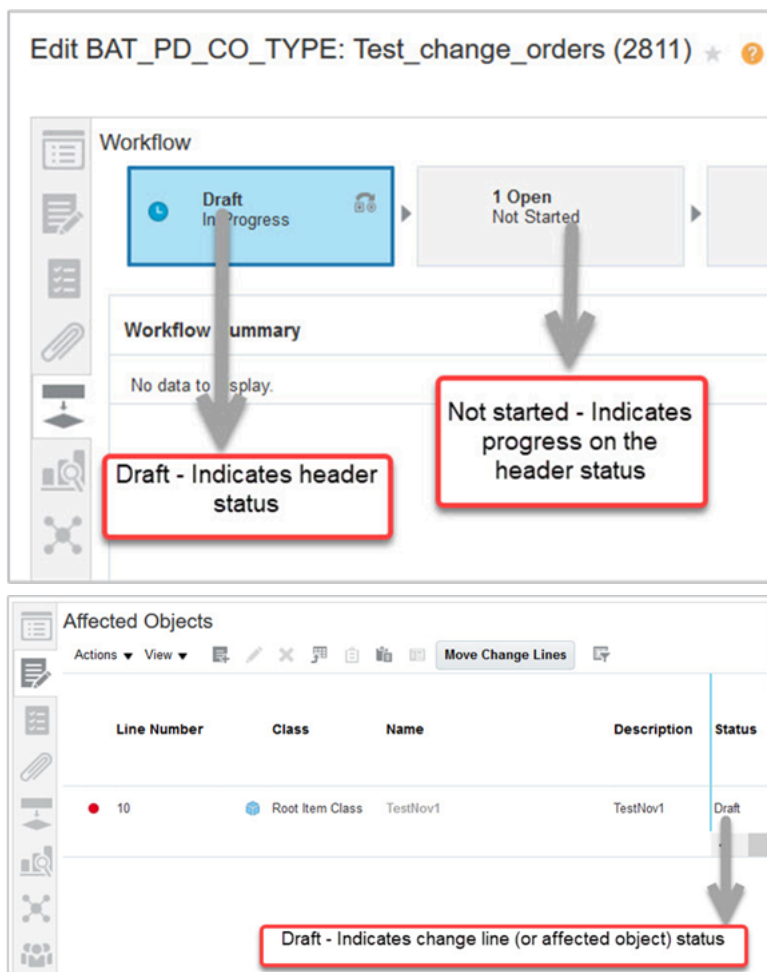 Edit BAT_PD_CO_TYPE: Test_change_orders (2811)
Workflow
Draft
In Progress
1 Open
Not Started
Workflow Summary
No data to display.
Draft - Indicates header
status
Not started - Indicates
progress on the
header status
Affected Objects
Actions View Move Change Lines
Line Number Class Name Description Status
10 Root Item Class TestNov1 TestNov1 Draft
Draft - Indicates change line (or affected object) status